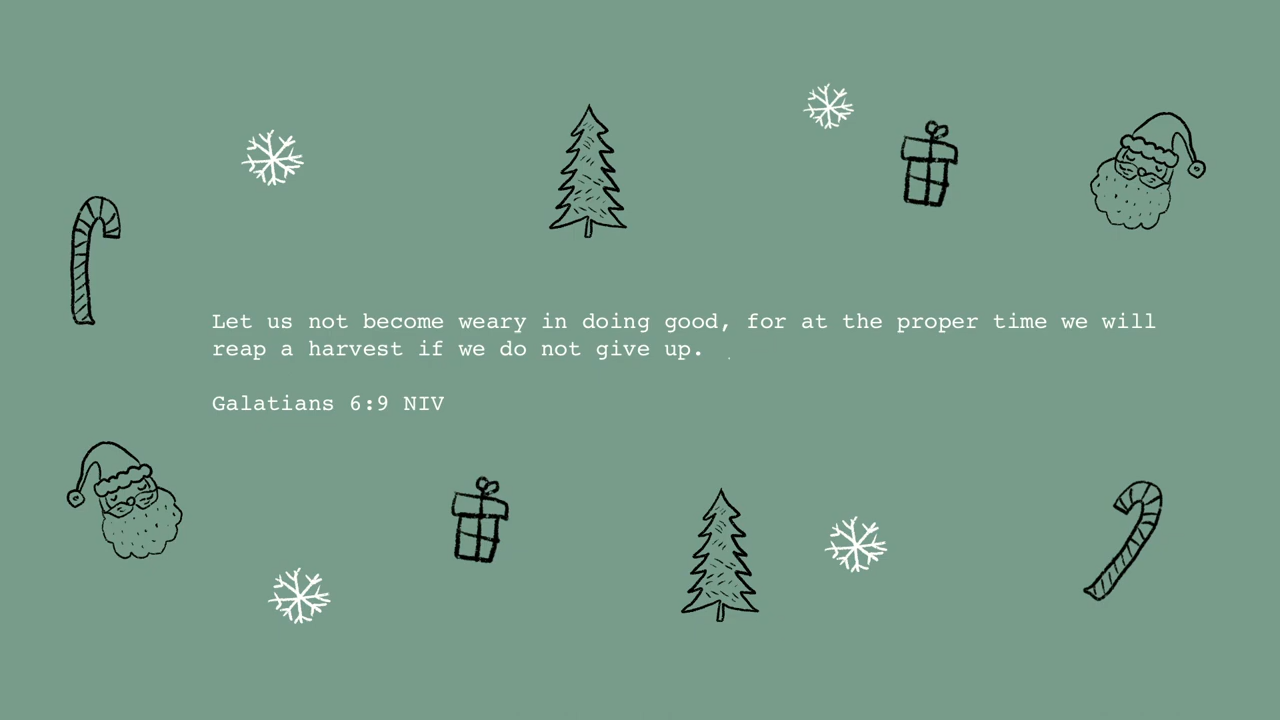 Let us not become weary in doing good, for at the proper time we will
reap a harvest if we do not give up.
Galatians 6:9 NIV